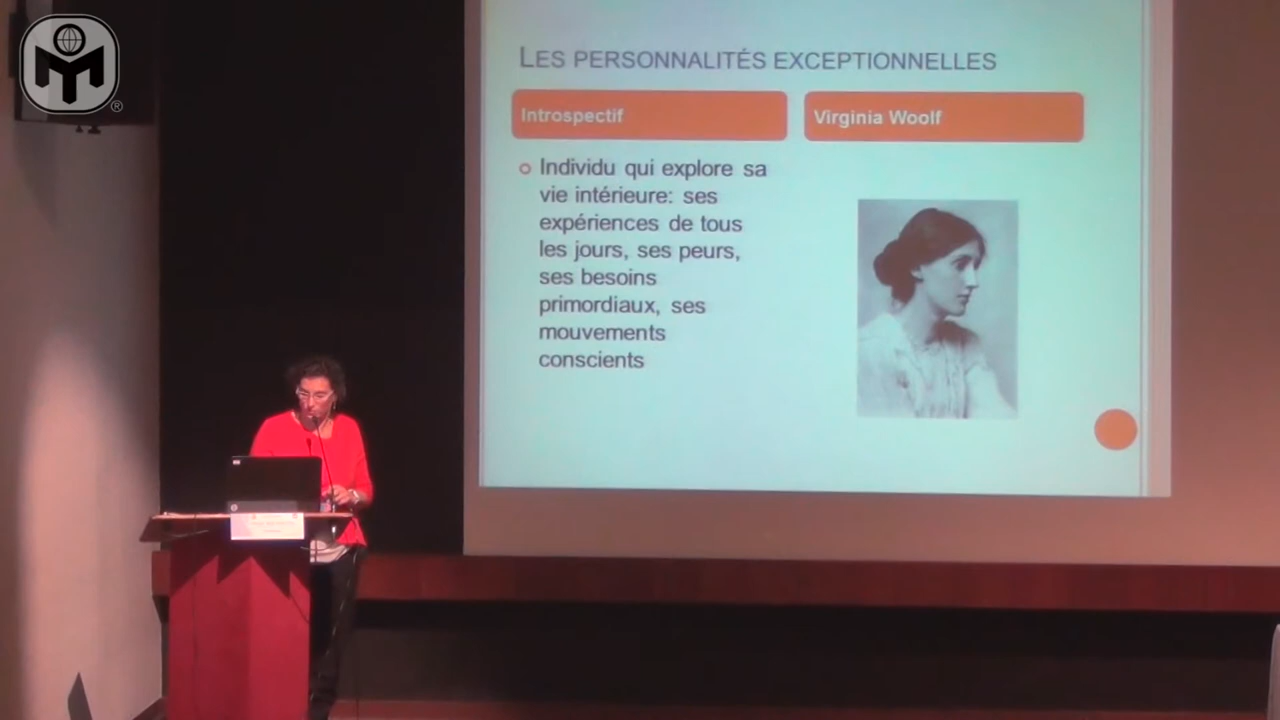 LES PERSONNALITÉS EXCEPTIONNELLES
Introspectif
Virginia Woolf
Individu qui explore sa
vie intérieure: ses
expériences de tous
les jours, ses peurs,
ses besoins
primordiaux, ses
mouvements
conscients
®